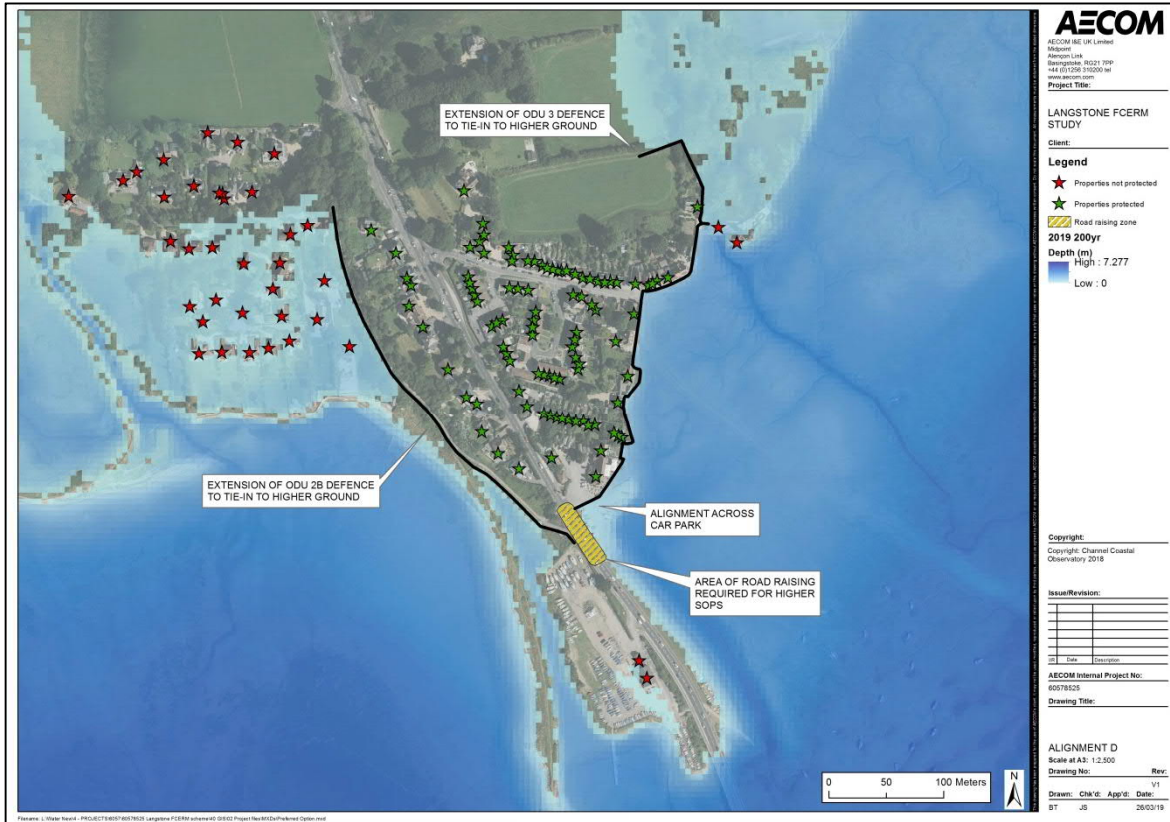 EXTENSION OF ODU 3 DEFENCE
TO TIE-IN TO HIGHER GROUND
EXTENSION OF ODU 2B DEFENCE
TO TIE-IN TO HIGHER GROUND
ALIGNMENT ACROSS
CAR PARK
AREA OF ROAD RAISING
REQUIRED FOR HIGHER
SOPS
0 50 100 Meters
N
AECOM
AECOM I&E UK Limited
Midpoint
Alençon Link
Basingstoke, RG21 7PP
+44 (0)1256 310200 tel
www.aecom.com
Project Title:
LANGSTONE FCERM
STUDY
Client:
Legend
Properties not protected
Properties protected
Road raising zone
2019 200yr
Depth (m)
High : 7.277
Low : 0
Copyright:
Copyright: Channel Coastal
Observatory 2018
Issue/Revision:
Date Description
AECOM Internal Project No:
60578525
Drawing Title:
ALIGNMENT D
Scale at A3: 1:2,500
Drawing No: Rev:
V1
Drawn: Chk'd: App'd: Date:
BT JS 26/03/19